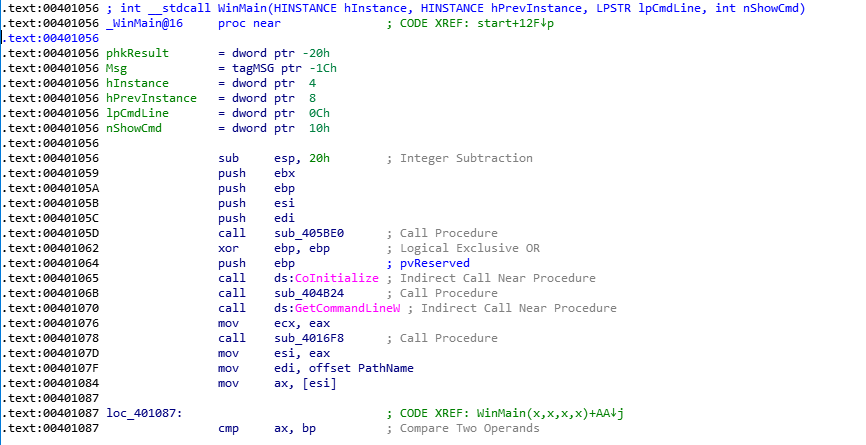 .text:00401056 ; int __stdcall WinMain(HINSTANCE hInstance, HINSTANCE hPrevInstance, LPSTR lpCmdLine, int nShowCmd)
.text:00401056 _WinMain@16     proc near               ; CODE XREF: start+12F↓p
.text:00401056
.text:00401056 phkResult       = dword ptr -20h
.text:00401056 Msg             = tagMSG ptr -1Ch
.text:00401056 hInstance       = dword ptr  4
.text:00401056 hPrevInstance   = dword ptr  8
.text:00401056 lpCmdLine       = dword ptr  0Ch
.text:00401056 nShowCmd        = dword ptr  10h
.text:00401056
.text:00401056                 sub     esp, 20h        ; Integer Subtraction
.text:00401059                 push    ebx
.text:0040105A                 push    ebp
.text:0040105B                 push    esi
.text:0040105C                 push    edi
.text:0040105D                 call    sub_405BE0      ; Call Procedure
.text:00401062                 xor     ebp, ebp        ; Logical Exclusive OR
.text:00401064                 push    ebp             ; pvReserved
.text:00401065                 call    ds:CoInitialize ; Indirect Call Near Procedure
.text:0040106B                 call    sub_404B24      ; Call Procedure
.text:00401070                 call    ds:GetCommandLineW ; Indirect Call Near Procedure
.text:00401076                 mov     ecx, eax
.text:00401078                 call    sub_4016F8      ; Call Procedure
.text:0040107D                 mov     esi, eax
.text:0040107F                 mov     edi, offset PathName
.text:00401084                 mov     ax, [esi]
.text:00401087
.text:00401087 loc_401087:                             ; CODE XREF: WinMain(x,x,x,x)+AA↓j
.text:00401087                 cmp     ax, bp          ; Compare Two Operands